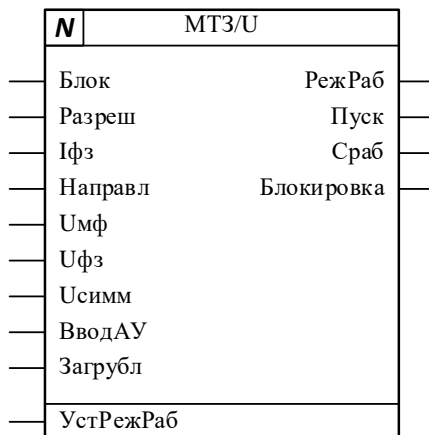 N МТЗ/U
Блок РежРаб
Разреш Пуск
Iфз Сраб
Направл Блокировка
Uмф
Uфз
Uсимм
ВводАУ
Загрубл
УстРежРаб